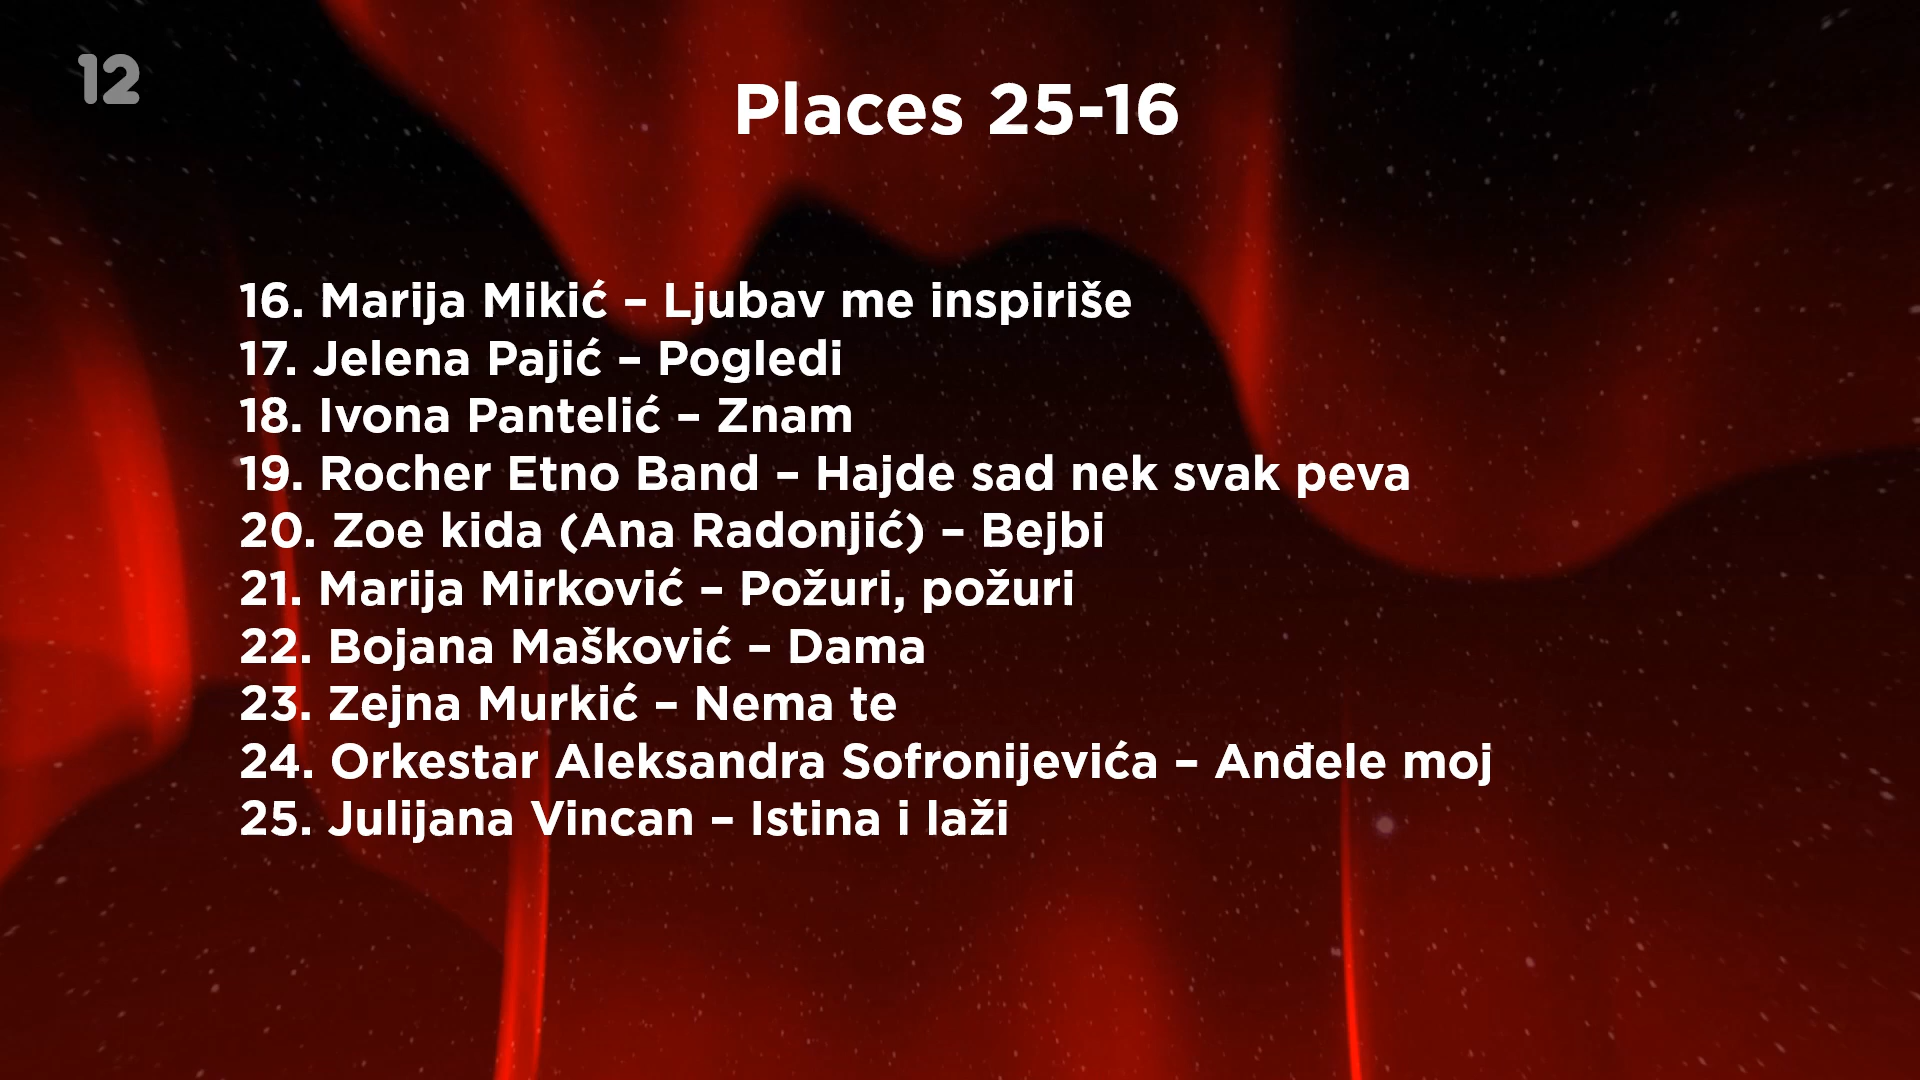 12
Places 25-16
16. Marija Mikić – Ljubav me inspiriše
17. Jelena Pajić – Pogledi
18. Ivona Pantelić – Znam
19. Rocher Etno Band – Hajde sad nek svak peva
20. Zoe kida (Ana Radonjić) – Bejbi
21. Marija Mirković – Požuri, požuri
22. Bojana Mašković – Dama
23. Zejna Murkić – Nema te
24. Orkestar Aleksandra Sofronijevića – Anđele moj
25. Julijana Vincan – Istina i laži